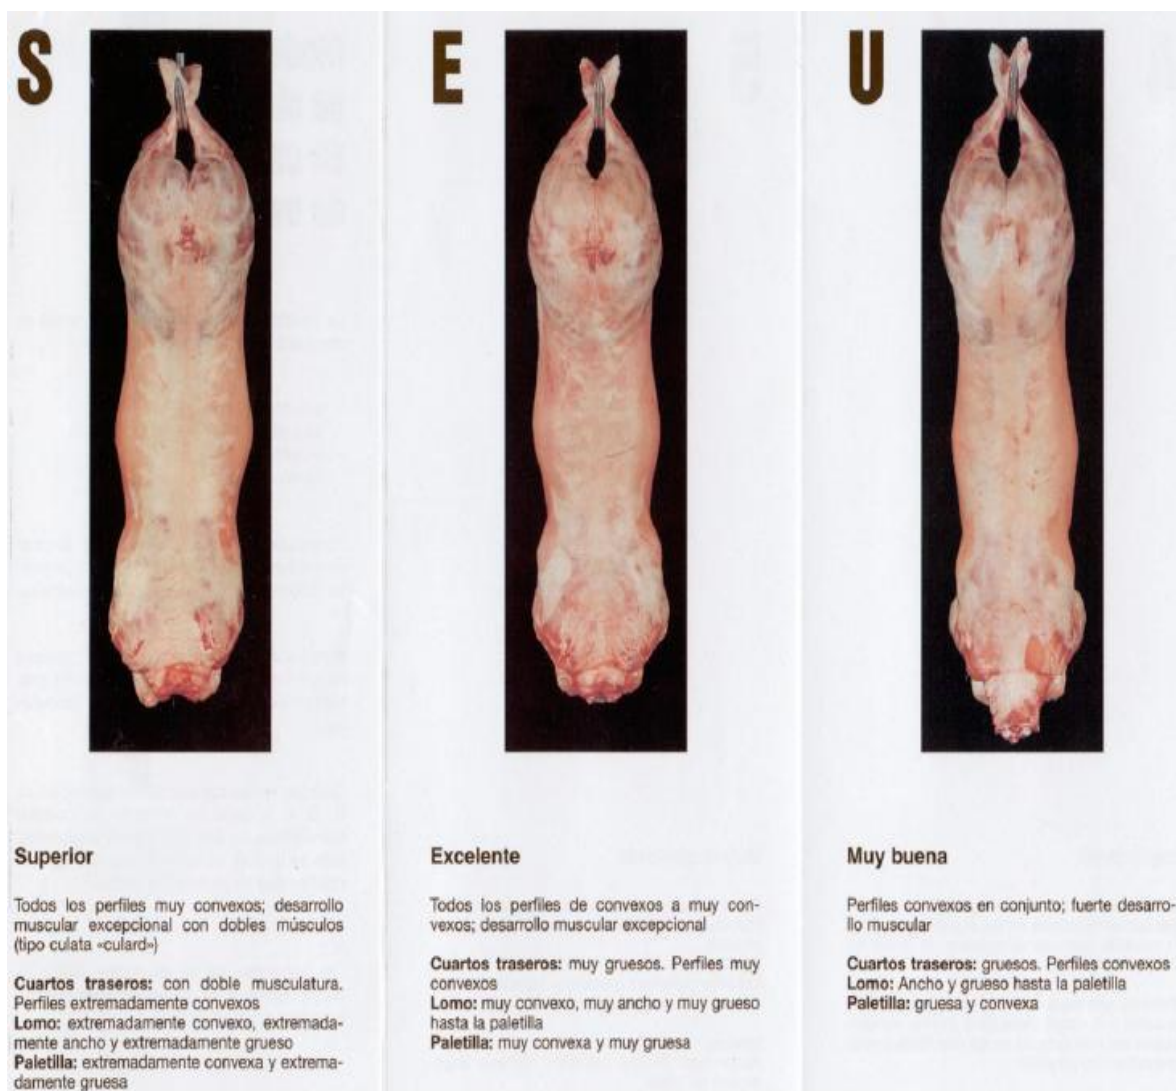 S
Superior
Todos los perfiles muy convexos; desarrollo
muscular excepcional con dobles músculos
(tipo culata «culard»)
Cuartos traseros: con doble musculatura.
Perfiles extremadamente convexos
Lomo: extremadamente convexo, extremada-
mente ancho y extremadamente grueso
Paletilla: extremadamente convexa y extrema-
damente gruesa
E
Excelente
Todos los perfiles de convexos a muy con-
vexos; desarrollo muscular excepcional
Cuartos traseros: muy gruesos. Perfiles muy
convexos
Lomo: muy convexo, muy ancho y muy grueso
hasta la paletilla
Paletilla: muy convexa y muy gruesa
U
Muy buena
Perfiles convexos en conjunto; fuerte desarro-
llo muscular
Cuartos traseros: gruesos. Perfiles convexos
Lomo: Ancho y grueso hasta la paletilla
Paletilla: gruesa y convexa